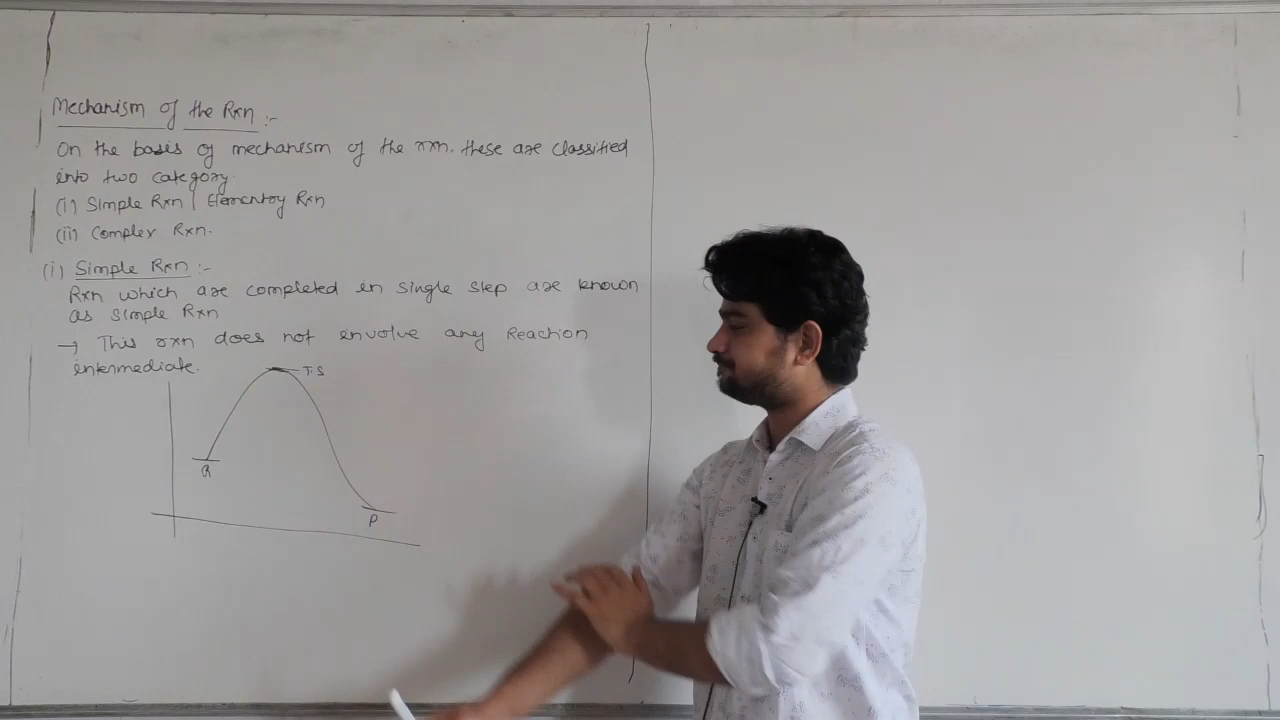 Mechanism of the Rxn :-
On the basis of mechanism of the rxn. these are classified
into two category.
(i) Simple Rxn | Elementry Rxn
(ii) Complex Rxn.
(i) Simple Rxn :-
Rxn which are completed in single step are known
as simple Rxn
→ This rxn does not envolve any Reaction
intermediate.
T.S
R
P